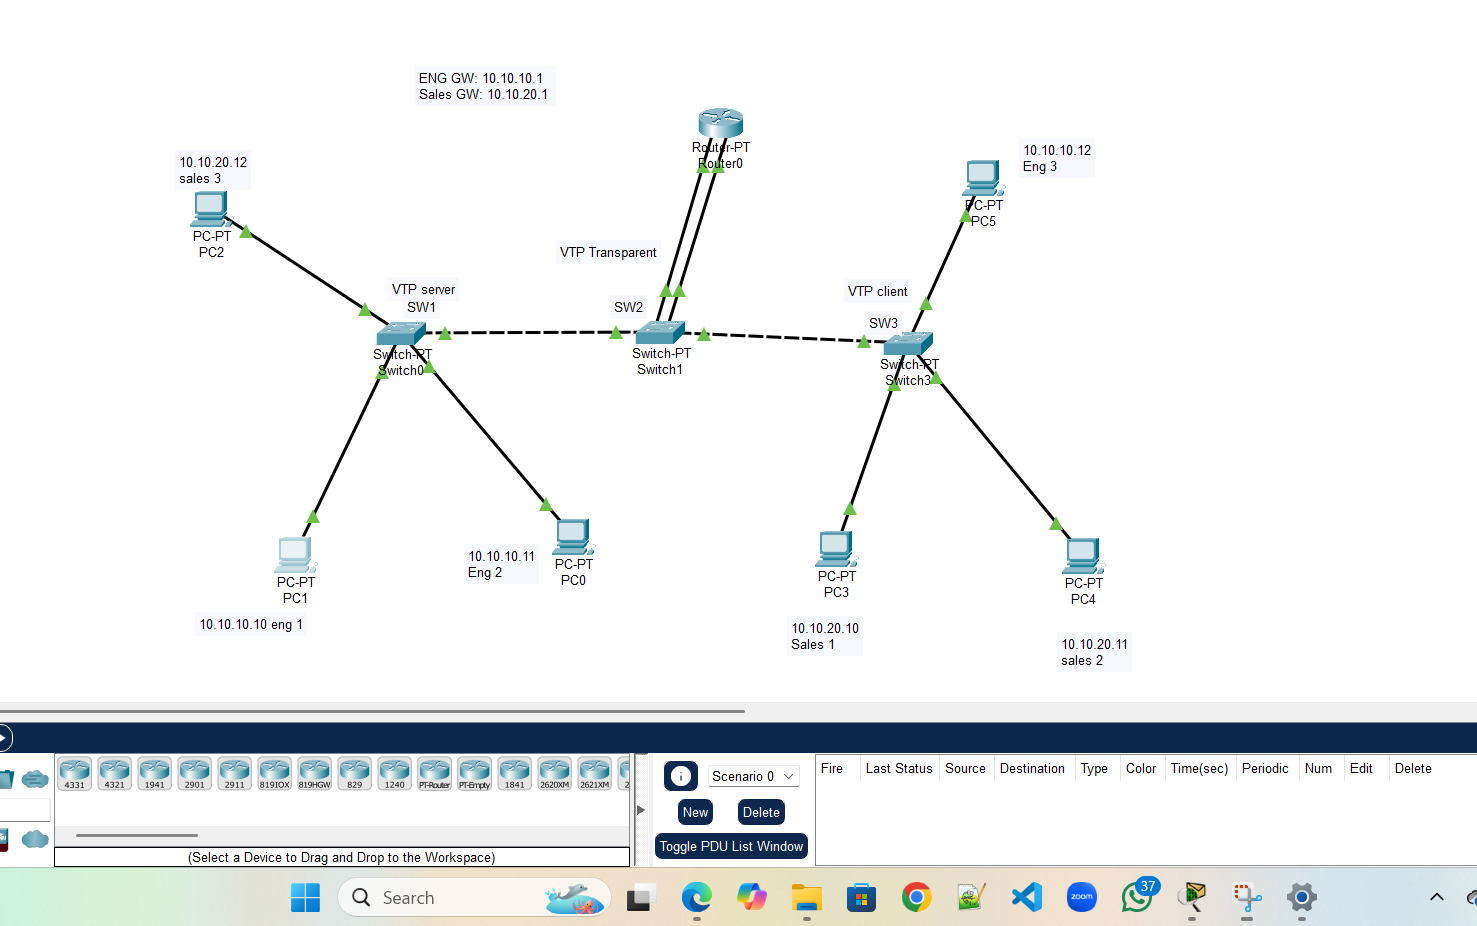 ENG GW: 10.10.10.1
Sales GW: 10.10.20.1
Router-PT
Router0
10.10.20.12
sales 3
PC-PT
PC2
10.10.10.12
Eng 3
PC-PT
PC5
VTP Transparent
VTP server
SW1
SW2
VTP client
SW3
Switch-PT
Switch0
Switch-PT
Switch1
Switch-PT
Switch3
PC-PT
PC1
10.10.10.10 eng 1
10.10.10.11
Eng 2
PC-PT
PC0
PC-PT
PC3
10.10.20.10
Sales 1
PC-PT
PC4
10.10.20.11
sales 2
4331
4321
1941
2901
2911
819IOX
819HGW
829
1240
PT-Router
PT-Empty
1841
2620XM
2621XM
2
(Select a Device to Drag and Drop to the Workspace)
Scenario 0
New
Delete
Toggle PDU List Window
Fire Last Status Source Destination Type Color Time(sec) Periodic Num Edit Delete
Search
zoom
37